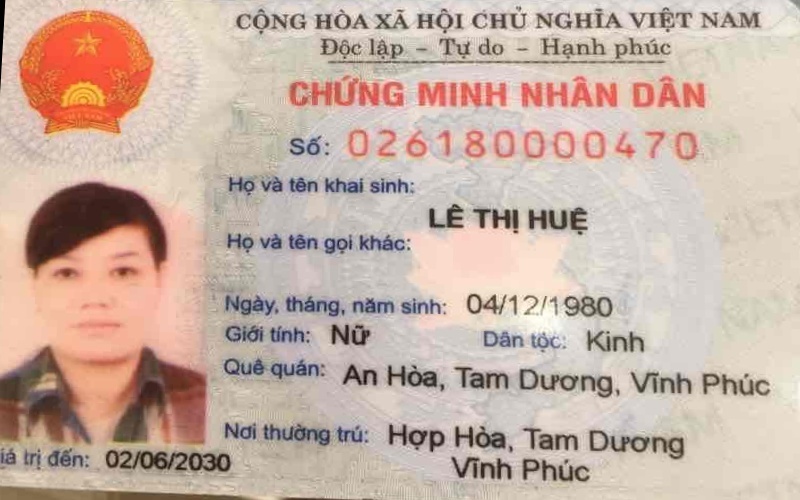 CỘNG HÒA XÃ HỘI CHỦ NGHĨA VIỆT NAM
Độc lập – Tự do – Hạnh phúc
CHỨNG MINH NHÂN DÂN
Số: 026180000470
Họ và tên khai sinh:
LÊ THỊ HUỆ
Họ và tên gọi khác:
Ngày, tháng, năm sinh: 04/12/1980
Giới tính: Nữ Dân tộc: Kinh
Quê quán: An Hòa, Tam Dương, Vĩnh Phúc
Nơi thường trú: Hợp Hòa, Tam Dương
Vĩnh Phúc
iá trị đến: 02/06/2030